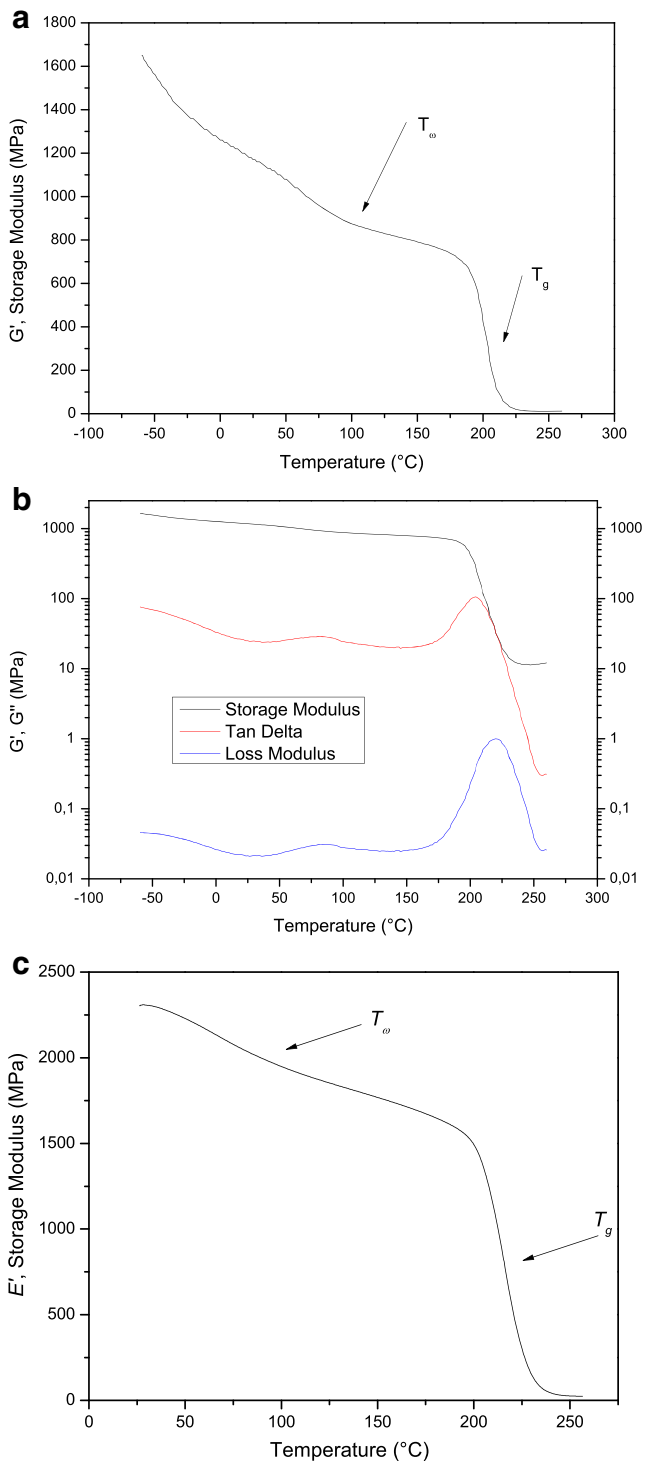 a
1800
1600
1400
1200
1000
800
600
400
200
0
G', Storage Modulus (MPa)
Tω
Tg
-100 -50 0 50 100 150 200 250 300
Temperature (°C)
b
1000 1000
100 100
10 10
1 1
0,1 0,1
0,01 0,01
G', G'' (MPa)
Storage Modulus
Tan Delta
Loss Modulus
-100 -50 0 50 100 150 200 250 300
Temperature (°C)
c
2500
2000
1500
1000
500
0
E', Storage Modulus (MPa)
Tω
Tg
0 50 100 150 200 250
Temperature (°C)